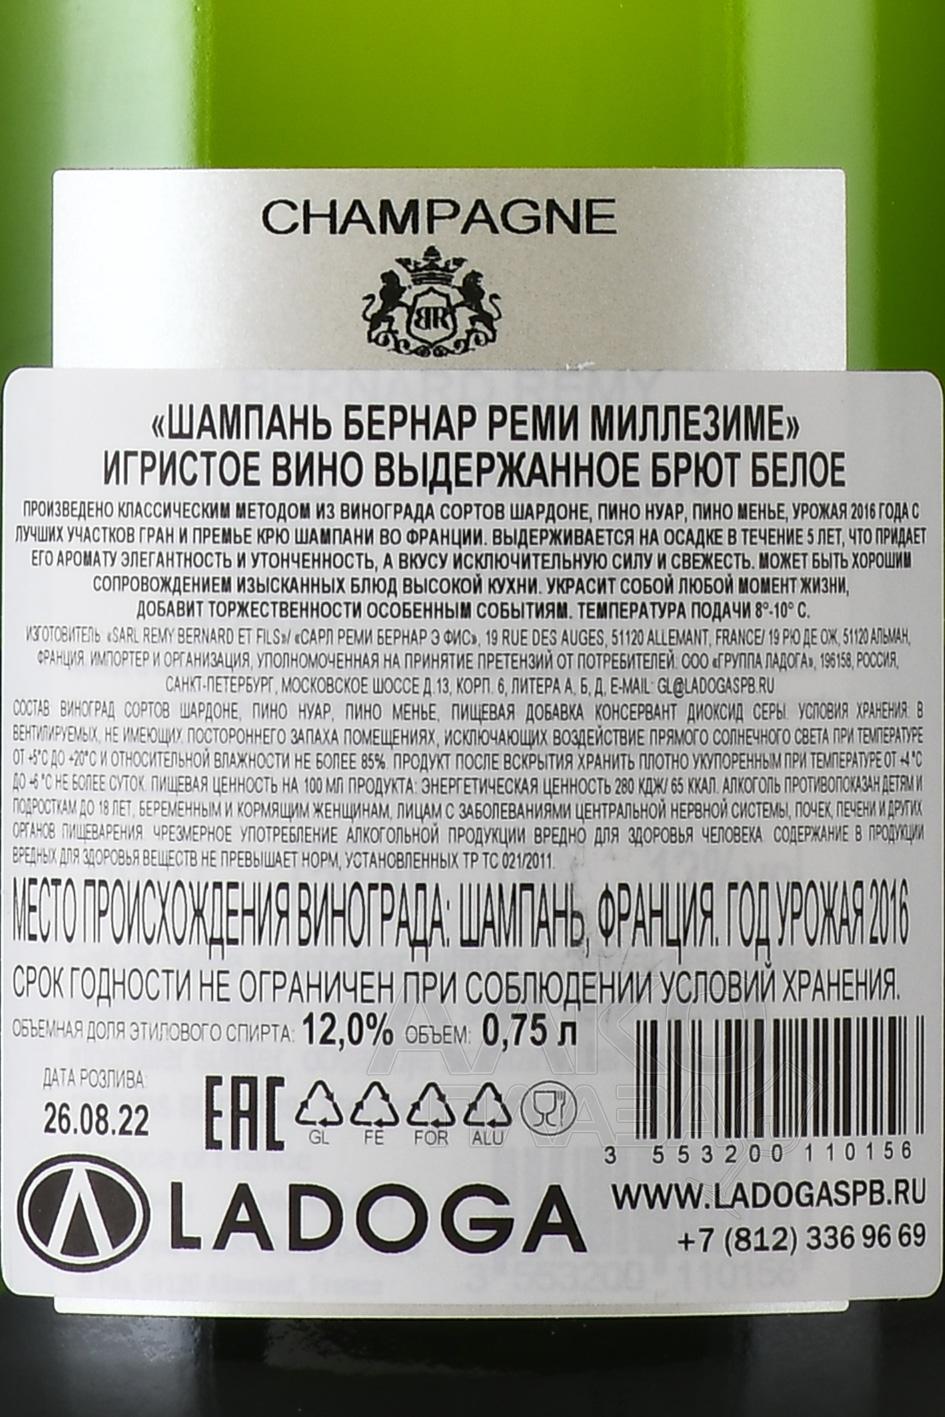 CHAMPAGNE
BR
BERNARD REMY
«ШАМПАНЬ БЕРНАР РЕМИ МИЛЛЕЗИМЕ»
ИГРИСТОЕ ВИНО ВЫДЕРЖАННОЕ БРЮТ БЕЛОЕ
ПРОИЗВЕДЕНО КЛАССИЧЕСКИМ МЕТОДОМ ИЗ ВИНОГРАДА СОРТОВ ШАРДОНЕ, ПИНО НУАР, ПИНО МЕНЬЕ, УРОЖАЯ 2016 ГОДА С
ЛУЧШИХ УЧАСТКОВ ГРАН И ПРЕМЬЕ КРЮ ШАМПАНИ ВО ФРАНЦИИ. ВЫДЕРЖИВАЕТСЯ НА ОСАДКЕ В ТЕЧЕНИЕ 5 ЛЕТ, ЧТО ПРИДАЕТ
ЕГО АРОМАТУ ЭЛЕГАНТНОСТЬ И УТОНЧЕННОСТЬ, А ВКУСУ ИСКЛЮЧИТЕЛЬНУЮ СИЛУ И СВЕЖЕСТЬ. МОЖЕТ БЫТЬ ХОРОШИМ
СОПРОВОЖДЕНИЕМ ИЗЫСКАННЫХ БЛЮД ВЫСОКОЙ КУХНИ. УКРАСИТ СОБОЙ ЛЮБОЙ МОМЕНТ ЖИЗНИ,
ДОБАВИТ ТОРЖЕСТВЕННОСТИ ОСОБЕННЫМ СОБЫТИЯМ. ТЕМПЕРАТУРА ПОДАЧИ 8°-10° С.
ИЗГОТОВИТЕЛЬ: «SARL REMY BERNARD ET FILS»/ «САРЛ РЕМИ БЕРНАР Э ФИС», 19 RUE DES AUGES, 51120 ALLEMANT, FRANCE/ 19 РЮ ДЕ ОЖ, 51120 АЛЬМАН,
ФРАНЦИЯ. ИМПОРТЕР И ОРГАНИЗАЦИЯ, УПОЛНОМОЧЕННАЯ НА ПРИНЯТИЕ ПРЕТЕНЗИЙ ОТ ПОТРЕБИТЕЛЕЙ: ООО «ГРУППА ЛАДОГА», 196158, РОССИЯ,
САНКТ-ПЕТЕРБУРГ, МОСКОВСКОЕ ШОССЕ Д.13, КОРП. 6, ЛИТЕРА А, Б, Д, E-MAIL: GL@LADOGASPB.RU
СОСТАВ: ВИНОГРАД СОРТОВ ШАРДОНЕ, ПИНО НУАР, ПИНО МЕНЬЕ, ПИЩЕВАЯ ДОБАВКА КОНСЕРВАНТ ДИОКСИД СЕРЫ. УСЛОВИЯ ХРАНЕНИЯ: В
ВЕНТИЛИРУЕМЫХ, НЕ ИМЕЮЩИХ ПОСТОРОННЕГО ЗАПАХА ПОМЕЩЕНИЯХ, ИСКЛЮЧАЮЩИХ ВОЗДЕЙСТВИЕ ПРЯМОГО СОЛНЕЧНОГО СВЕТА ПРИ ТЕМПЕРАТУРЕ
ОТ +5°С ДО +20°С И ОТНОСИТЕЛЬНОЙ ВЛАЖНОСТИ НЕ БОЛЕЕ 85%. ПРОДУКТ ПОСЛЕ ВСКРЫТИЯ ХРАНИТЬ ПЛОТНО УКУПОРЕННЫМ ПРИ ТЕМПЕРАТУРЕ ОТ +4 °С
ДО +6 °С НЕ БОЛЕЕ СУТОК. ПИЩЕВАЯ ЦЕННОСТЬ НА 100 МЛ ПРОДУКТА: ЭНЕРГЕТИЧЕСКАЯ ЦЕННОСТЬ 280 КДЖ/ 65 ККАЛ. АЛКОГОЛЬ ПРОТИВОПОКАЗАН ДЕТЯМ И
ПОДРОСТКАМ ДО 18 ЛЕТ, БЕРЕМЕННЫМ И КОРМЯЩИМ ЖЕНЩИНАМ, ЛИЦАМ С ЗАБОЛЕВАНИЯМИ ЦЕНТРАЛЬНОЙ НЕРВНОЙ СИСТЕМЫ, ПОЧЕК, ПЕЧЕНИ И ДРУГИХ
ОРГАНОВ ПИЩЕВАРЕНИЯ. ЧРЕЗМЕРНОЕ УПОТРЕБЛЕНИЕ АЛКОГОЛЬНОЙ ПРОДУКЦИИ ВРЕДНО ДЛЯ ЗДОРОВЬЯ ЧЕЛОВЕКА. СОДЕРЖАНИЕ В ПРОДУКЦИИ
ВРЕДНЫХ ДЛЯ ЗДОРОВЬЯ ВЕЩЕСТВ НЕ ПРЕВЫШАЕТ НОРМ, УСТАНОВЛЕННЫХ ТР ТС 021/2011.
МЕСТО ПРОИСХОЖДЕНИЯ ВИНОГРАДА: ШАМПАНЬ, ФРАНЦИЯ. ГОД УРОЖАЯ 2016
СРОК ГОДНОСТИ НЕ ОГРАНИЧЕН ПРИ СОБЛЮДЕНИИ УСЛОВИЙ ХРАНЕНИЯ.
ОБЪЕМНАЯ ДОЛЯ ЭТИЛОВОГО СПИРТА: 12,0% ОБЪЕМ: 0,75 л
ДАТА РОЗЛИВА:
26.08.22
EAC
GL FE FOR ALU
3 553200 110156
LADOGA
WWW.LADOGASPB.RU
+7 (812) 336 96 69